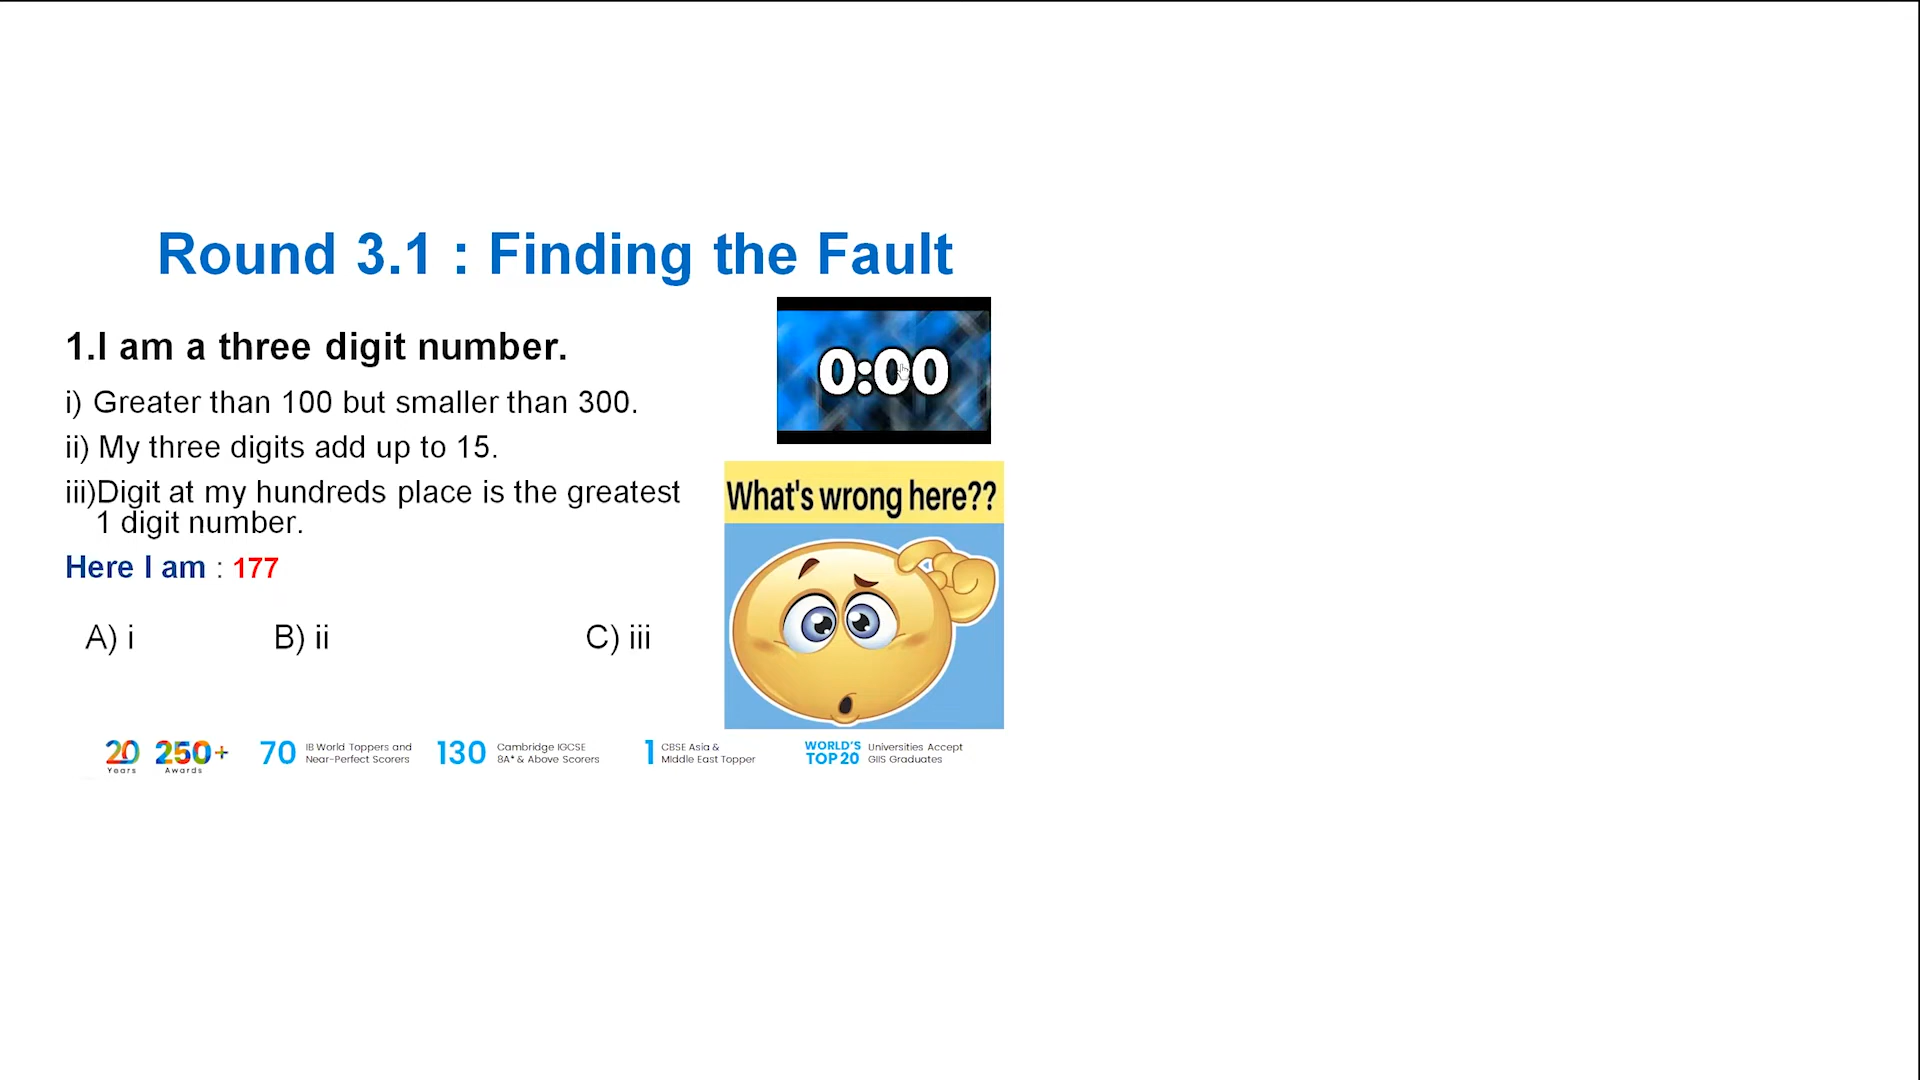 Round 3.1 : Finding the Fault
0:00
1.I am a three digit number.
i) Greater than 100 but smaller than 300.
ii) My three digits add up to 15.
iii)Digit at my hundreds place is the greatest
1 digit number.
Here I am : 177
What's wrong here??
A) i B) ii C) iii
20 Years
250+ Awards
70 IB World Toppers and
Near-Perfect Scorers
130 Cambridge IGCSE
8A* & Above Scorers
1 CBSE Asia &
Middle East Topper
WORLD'S TOP 20
Universities Accept
GIIS Graduates